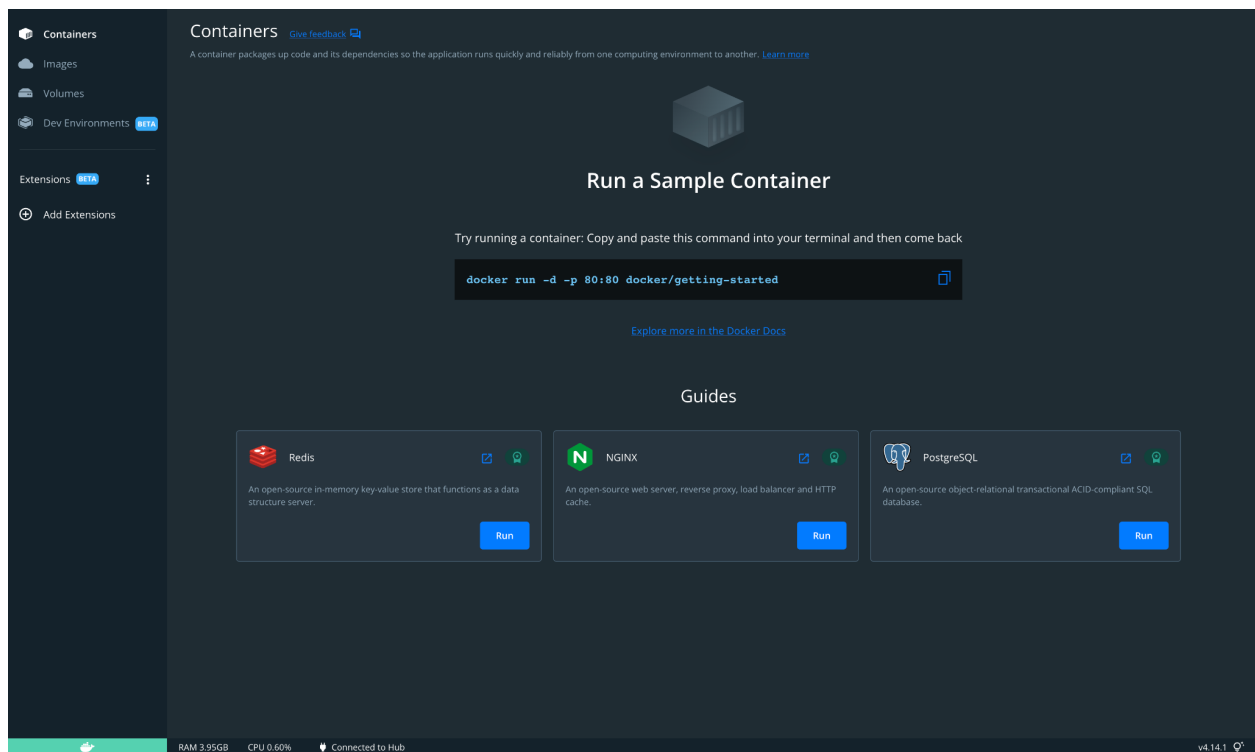 Containers
Images
Volumes
Dev Environments BETA
Extensions BETA
Add Extensions
Containers Give feedback
A container packages up code and its dependencies so the application runs quickly and reliably from one computing environment to another. Learn more
Run a Sample Container
Try running a container: Copy and paste this command into your terminal and then come back
docker run -d -p 80:80 docker/getting-started
Explore more in the Docker Docs
Guides
Redis
An open-source in-memory key-value store that functions as a data
structure server.
Run
N NGINX
An open-source web server, reverse proxy, load balancer and HTTP
cache.
Run
PostgreSQL
An open-source object-relational transactional ACID-compliant SQL
database.
Run
RAM 3.95GB CPU 0.60% Connected to Hub v4.14.1